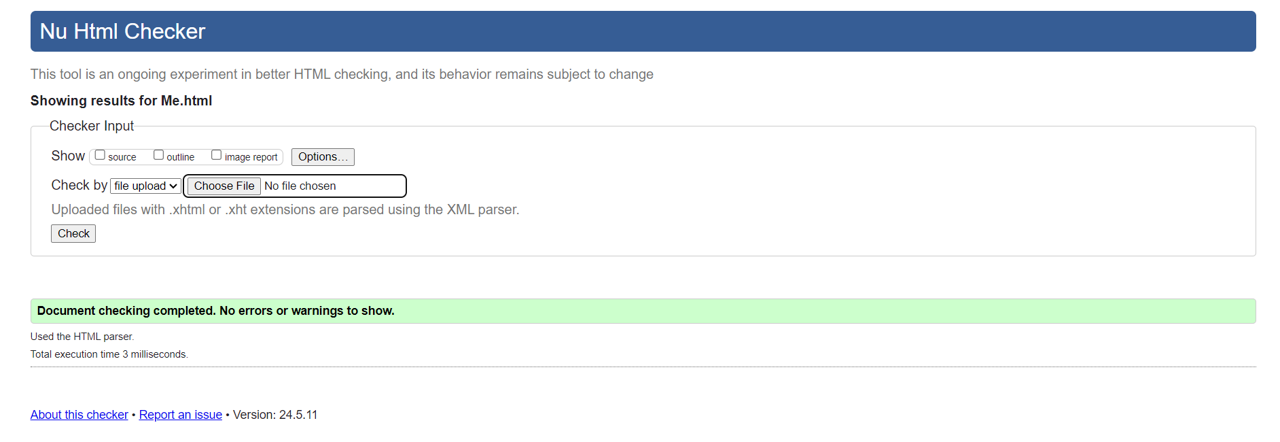 Nu Html Checker
This tool is an ongoing experiment in better HTML checking, and its behavior remains subject to change
Showing results for Me.html
Checker Input
Show source outline image report Options...
Check by file upload Choose File No file chosen
Uploaded files with .xhtml or .xht extensions are parsed using the XML parser.
Check
Document checking completed. No errors or warnings to show.
Used the HTML parser.
Total execution time 3 milliseconds.
About this checker • Report an issue • Version: 24.5.11